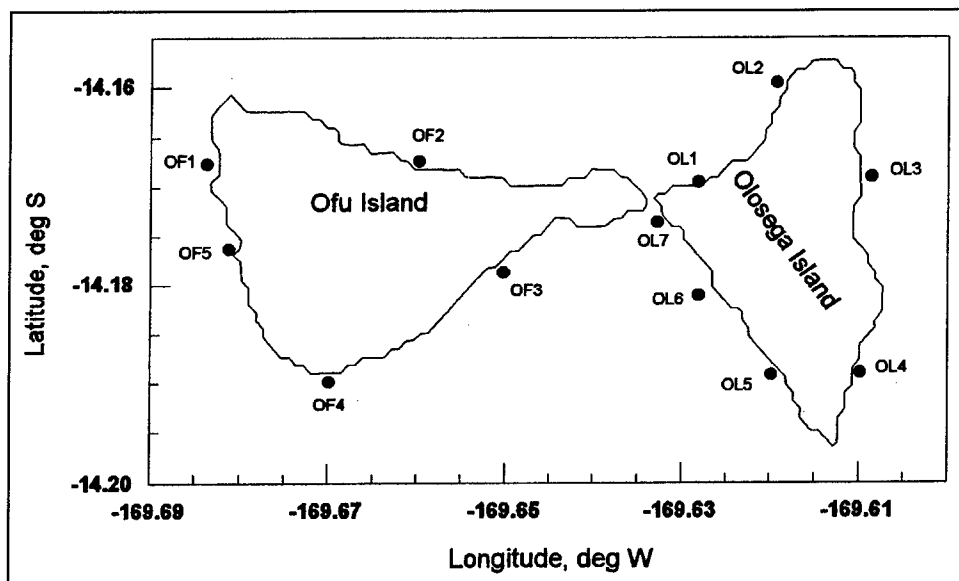 -14.16
-14.18
-14.20
Latitude, deg S
-169.69
-169.67
-169.65
-169.63
-169.61
Longitude, deg W
OF1
OF2
OF5
OF3
OF4
Ofu Island
OL2
OL1
OL3
OL7
OL6
OL5
OL4
Olosega Island